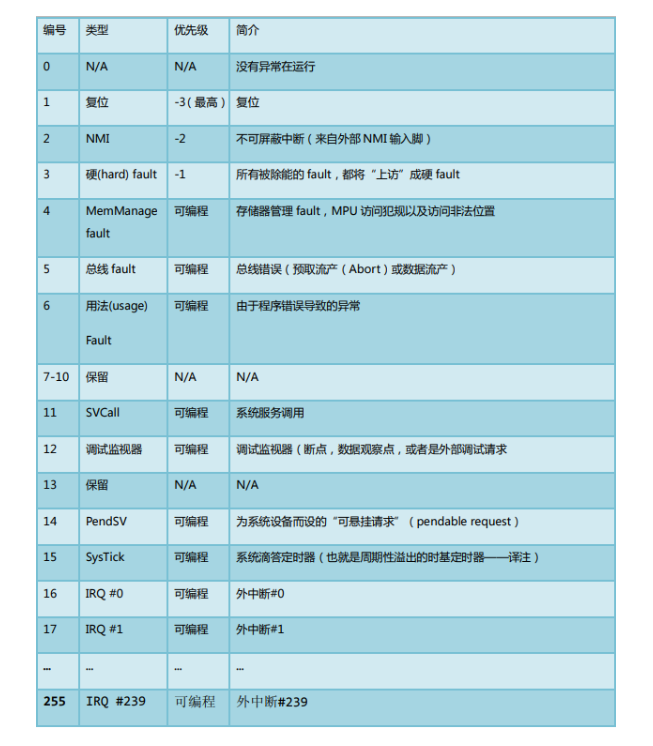 编号 类型 优先级 简介
0 N/A N/A 没有异常在运行
1 复位 -3（最高） 复位
2 NMI -2 不可屏蔽中断（来自外部 NMI 输入脚）
3 硬(hard) fault -1 所有被除能的 fault，都将“上访”成硬 fault
4 MemManage 可编程 存储器管理 fault，MPU 访问犯规以及访问非法位置
fault
5 总线 fault 可编程 总线错误（预取流产（Abort）或数据流产）
6 用法(usage) 可编程 由于程序错误导致的异常
Fault
7-10 保留 N/A N/A
11 SVCall 可编程 系统服务调用
12 调试监视器 可编程 调试监视器（断点，数据观察点，或者是外部调试请求
13 保留 N/A N/A
14 PendSV 可编程 为系统设备而设的“可悬挂请求”（pendable request）
15 SysTick 可编程 系统滴答定时器（也就是周期性溢出的时基定时器——译注）
16 IRQ #0 可编程 外中断#0
17 IRQ #1 可编程 外中断#1
… … … …
255 IRQ #239 可编程 外中断#239